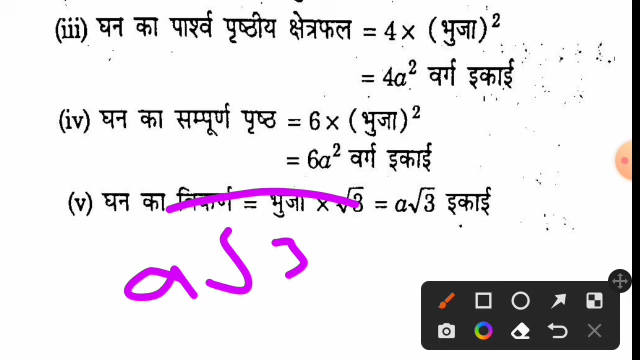 (iii) घन का पार्श्व पृष्ठीय क्षेत्रफल = 4 × (भुजा)²
= 4a² वर्ग इकाई
(iv) घन का सम्पूर्ण पृष्ठ = 6 × (भुजा)²
= 6a² वर्ग इकाई
(v) घन का विकर्ण = भुजा × √3 = a√3 इकाई
a√3